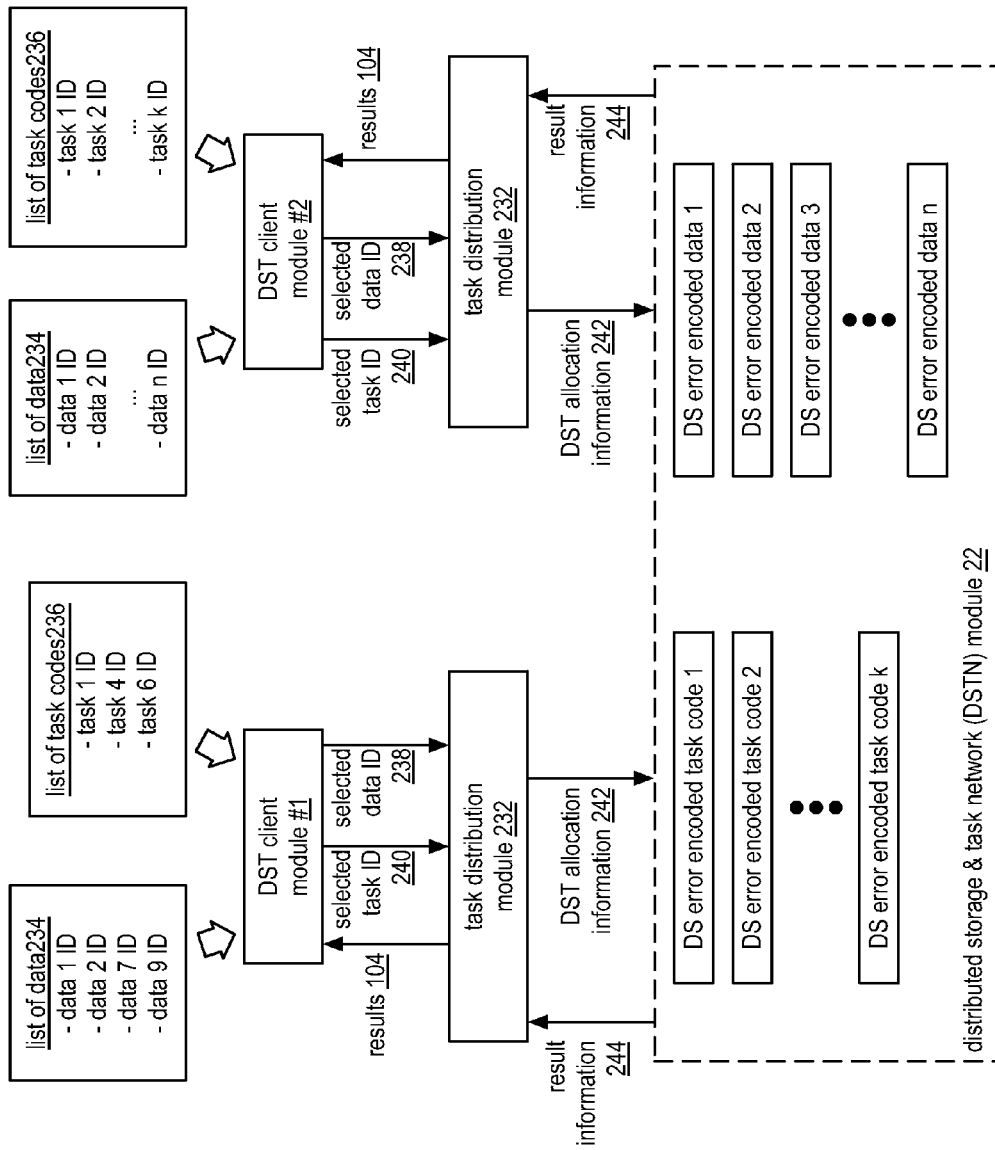 list of data234
- data 1 ID
- data 2 ID
- data 7 ID
- data 9 ID
list of task codes236
- task 1 ID
- task 4 ID
- task 6 ID
list of data234
- data 1 ID
- data 2 ID
...
- data n ID
list of task codes236
- task 1 ID
- task 2 ID
...
- task k ID
DST client
module #1
results 104
selected
task ID
240
selected
data ID
238
task distribution
module 232
result
information
244
DST allocation
information 242
DST client
module #2
selected
task ID
240
selected
data ID
238
results 104
task distribution
module 232
DST allocation
information 242
result
information
244
DS error encoded task code 1
DS error encoded task code 2
DS error encoded task code k
DS error encoded data 1
DS error encoded data 2
DS error encoded data 3
DS error encoded data n
distributed storage & task network (DSTN) module 22